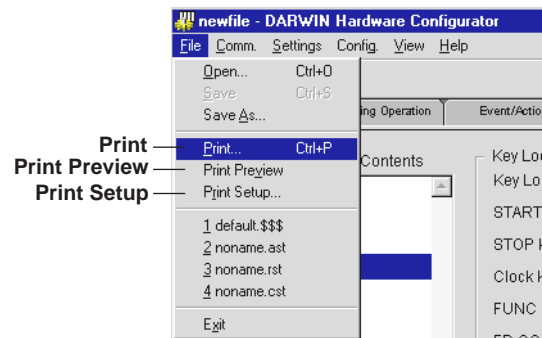 newfile - DARWIN Hardware Configurator
File Comm. Settings Config. View Help
Open... Ctrl+O
Save Ctrl+S
Save As...
ing Operation
Event/Actio
Print
Print... Ctrl+P
Print Preview
Print Preview
Print Setup
Print Setup...
Contents
Key Lo
Key Lo
START
STOP
Clock
FUNC
1 default.$$$
2 noname.ast
3 noname.rst
4 noname.cst
Exit